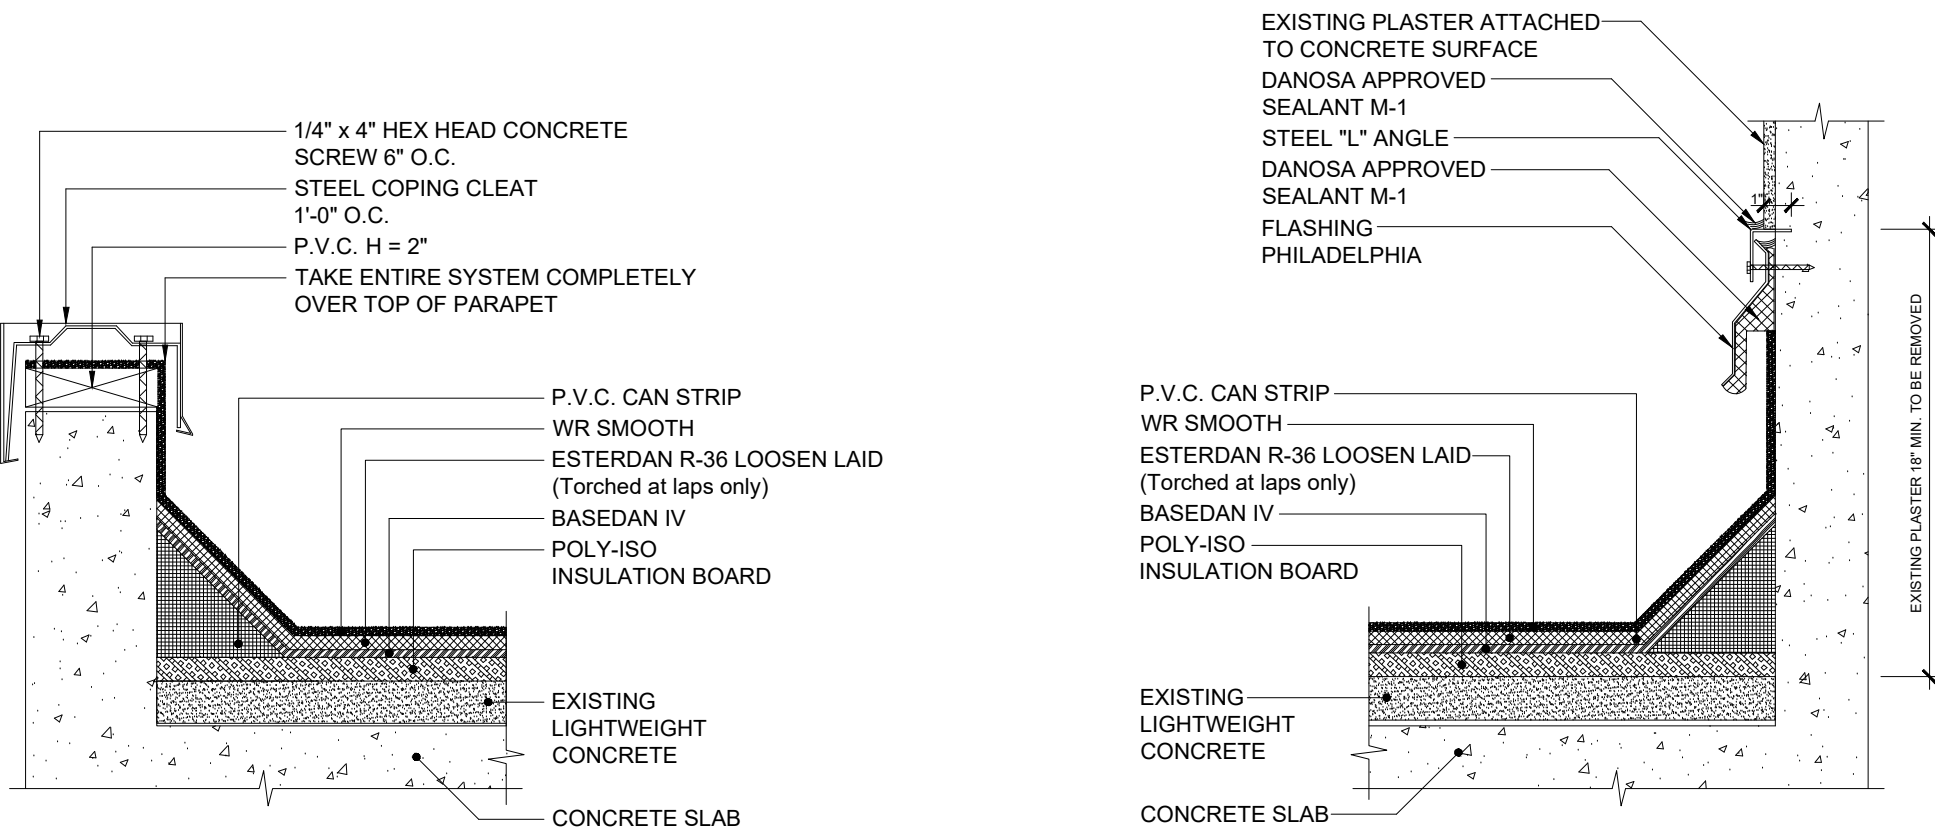 1/4" x 4" HEX HEAD CONCRETE
SCREW 6" O.C.
STEEL COPING CLEAT
1'-0" O.C.
P.V.C. H = 2"
TAKE ENTIRE SYSTEM COMPLETELY
OVER TOP OF PARAPET
P.V.C. CAN STRIP
WR SMOOTH
ESTERDAN R-36 LOOSEN LAID
(Torched at laps only)
BASEDAN IV
POLY-ISO
INSULATION BOARD
EXISTING
LIGHTWEIGHT
CONCRETE
CONCRETE SLAB
EXISTING PLASTER ATTACHED
TO CONCRETE SURFACE
DANOSA APPROVED
SEALANT M-1
STEEL "L" ANGLE
DANOSA APPROVED
SEALANT M-1
FLASHING
PHILADELPHIA
1"
P.V.C. CAN STRIP
WR SMOOTH
ESTERDAN R-36 LOOSEN LAID
(Torched at laps only)
BASEDAN IV
POLY-ISO
INSULATION BOARD
EXISTING
LIGHTWEIGHT
CONCRETE
CONCRETE SLAB
EXISTING PLASTER 18" MIN. TO BE REMOVED